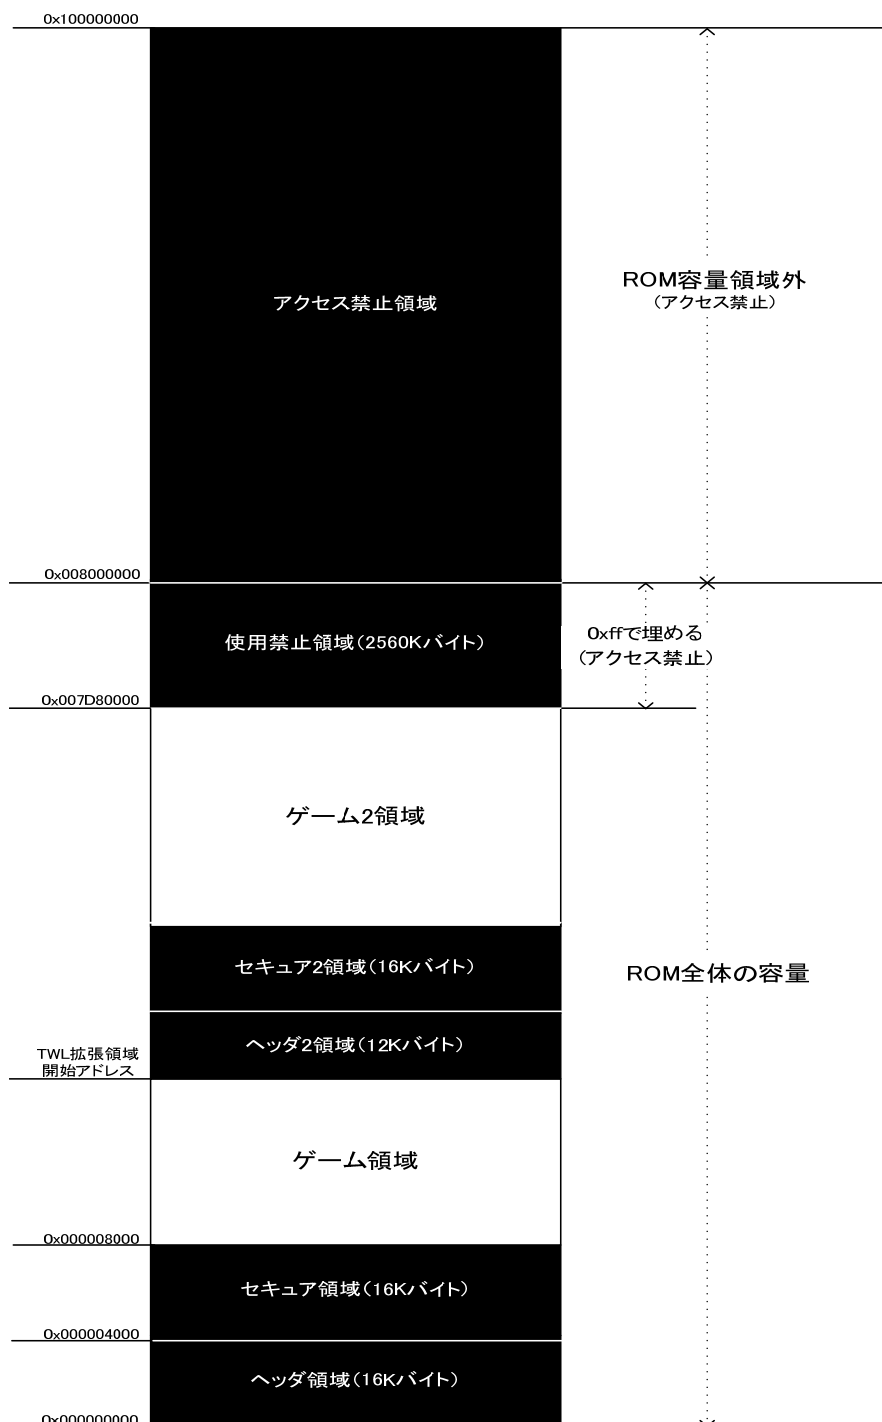 0x100000000
アクセス禁止領域
ROM容量領域外
（アクセス禁止）
0x008000000
使用禁止領域（2560Kバイト）
0xffで埋める
（アクセス禁止）
0x007D80000
ゲーム2領域
セキュア2領域（16Kバイト）
ROM全体の容量
ヘッダ2領域（12Kバイト）
TWL拡張領域
開始アドレス
ゲーム領域
0x000008000
セキュア領域（16Kバイト）
0x000004000
ヘッダ領域（16Kバイト）
0x000000000